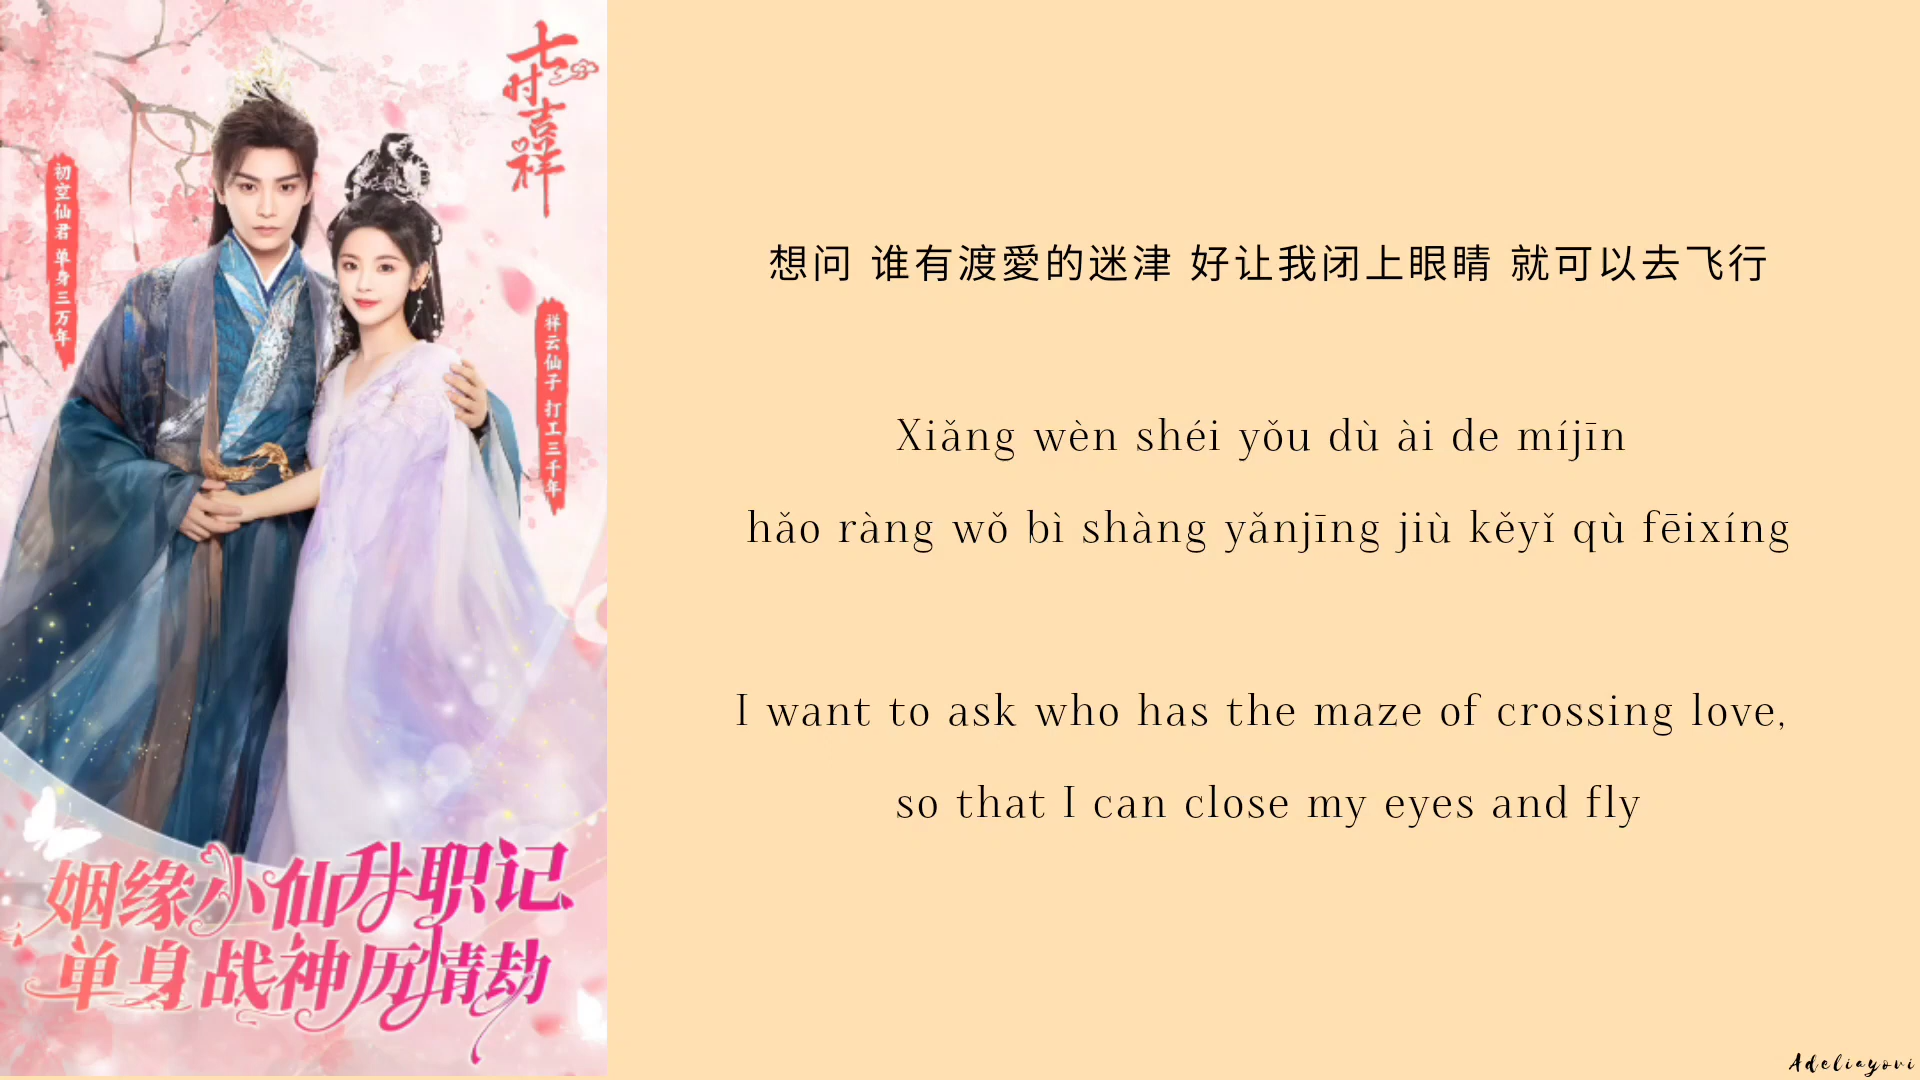 七时吉祥
初空仙君 单身三万年
祥云仙子 打工三千年
姻缘小仙升职记
单身战神历情劫
想问 谁有渡愛的迷津 好让我闭上眼睛 就可以去飞行
Xiǎng wèn shéi yǒu dù ài de míjīn
hǎo ràng wǒ bì shàng yǎnjīng jiù kěyǐ qù fēixíng
I want to ask who has the maze of crossing love,
so that I can close my eyes and fly
Adeliayovi